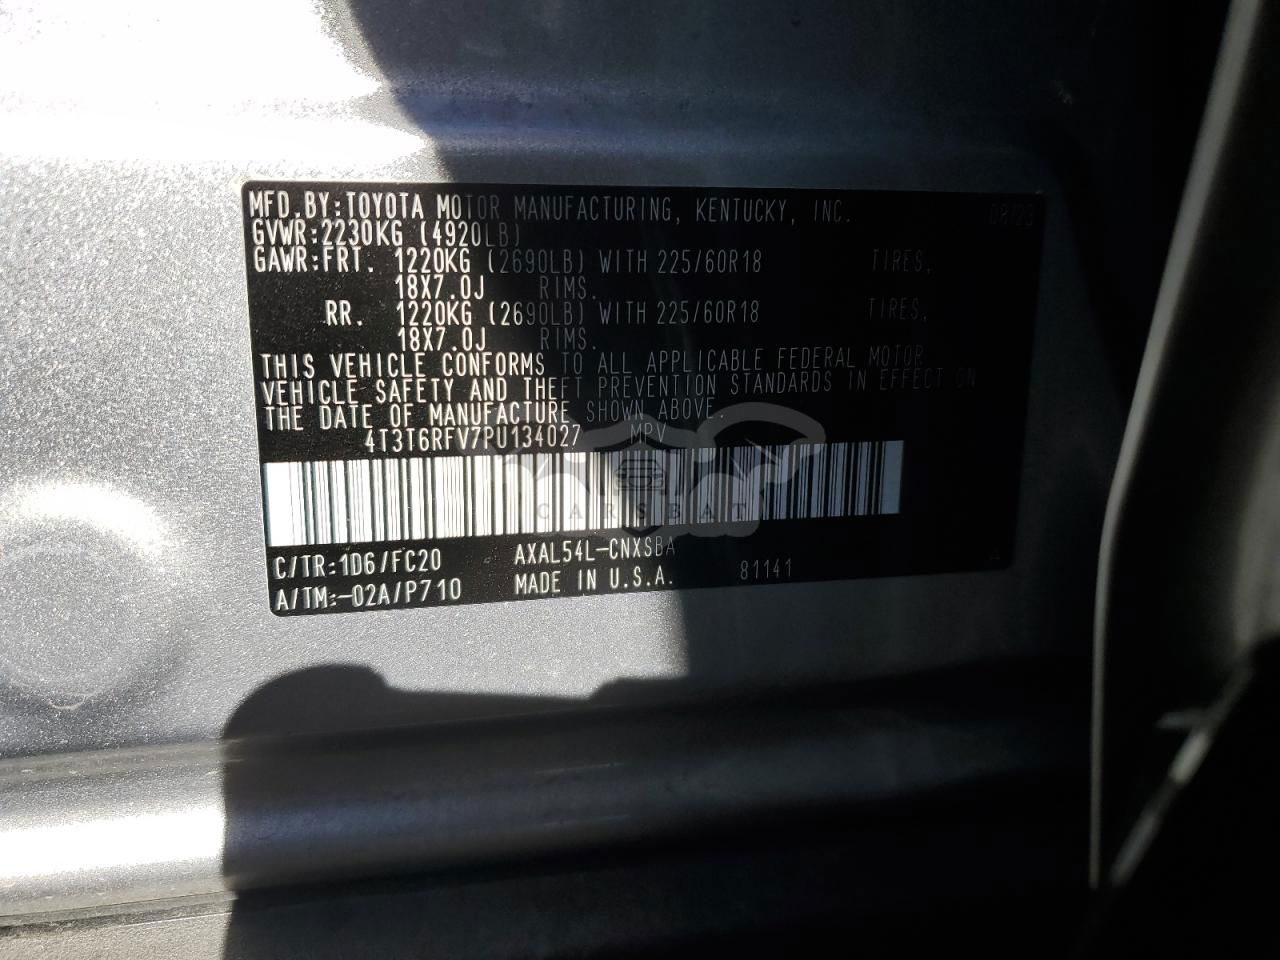 MFD.BY:TOYOTA MOTOR MANUFACTURING, KENTUCKY, INC. 08/23
GVWR:2230KG (4920LB)
GAWR:FRT. 1220KG (2690LB) WITH 225/60R18 TIRES,
18X7.0J RIMS.
RR. 1220KG (2690LB) WITH 225/60R18 TIRES,
18X7.0J RIMS.
THIS VEHICLE CONFORMS TO ALL APPLICABLE FEDERAL MOTOR
VEHICLE SAFETY AND THEFT PREVENTION STANDARDS IN EFFECT ON
THE DATE OF MANUFACTURE SHOWN ABOVE.
4T3T6RFV7PU134027 MPV
CARSBAT
C/TR:1D6/FC20 AXAL54L-CNXSBA
A/TM:-02A/P710 MADE IN U.S.A. 81141